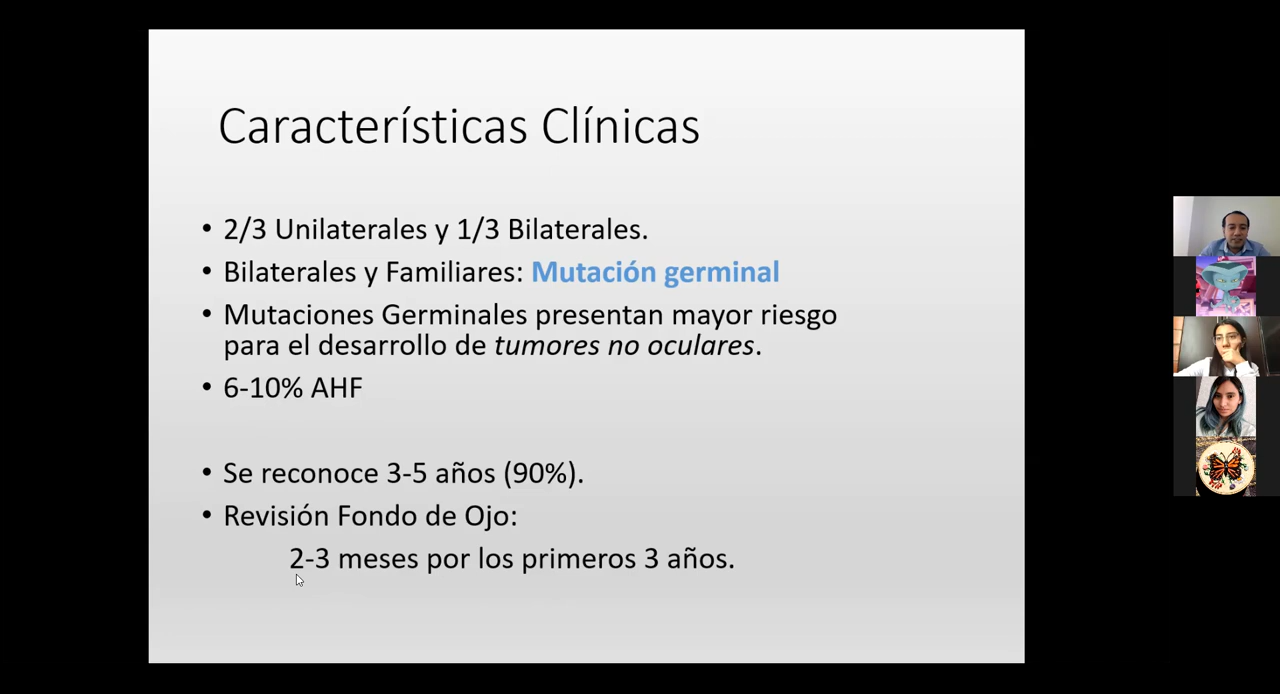 Características Clínicas
• 2/3 Unilaterales y 1/3 Bilaterales.
• Bilaterales y Familiares: Mutación germinal
• Mutaciones Germinales presentan mayor riesgo
para el desarrollo de tumores no oculares.
• 6-10% AHF
• Se reconoce 3-5 años (90%).
• Revisión Fondo de Ojo:
2-3 meses por los primeros 3 años.